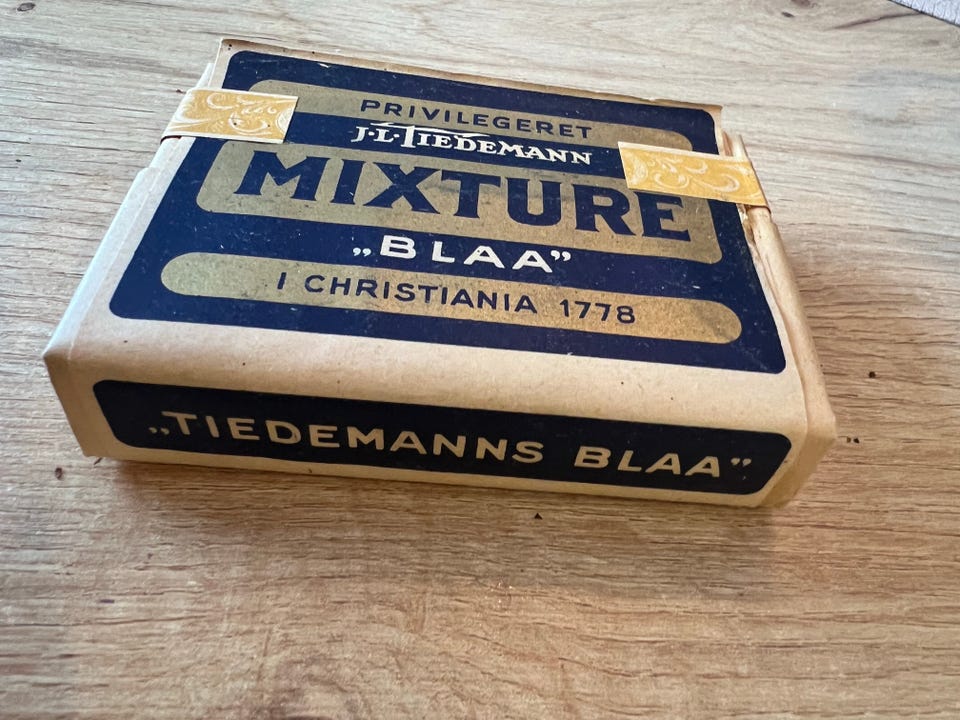 PRIVILEGERET
J·L·TIEDEMANN
MIXTURE
„BLAA”
I CHRISTIANIA 1778
„TIEDEMANNS BLAA”